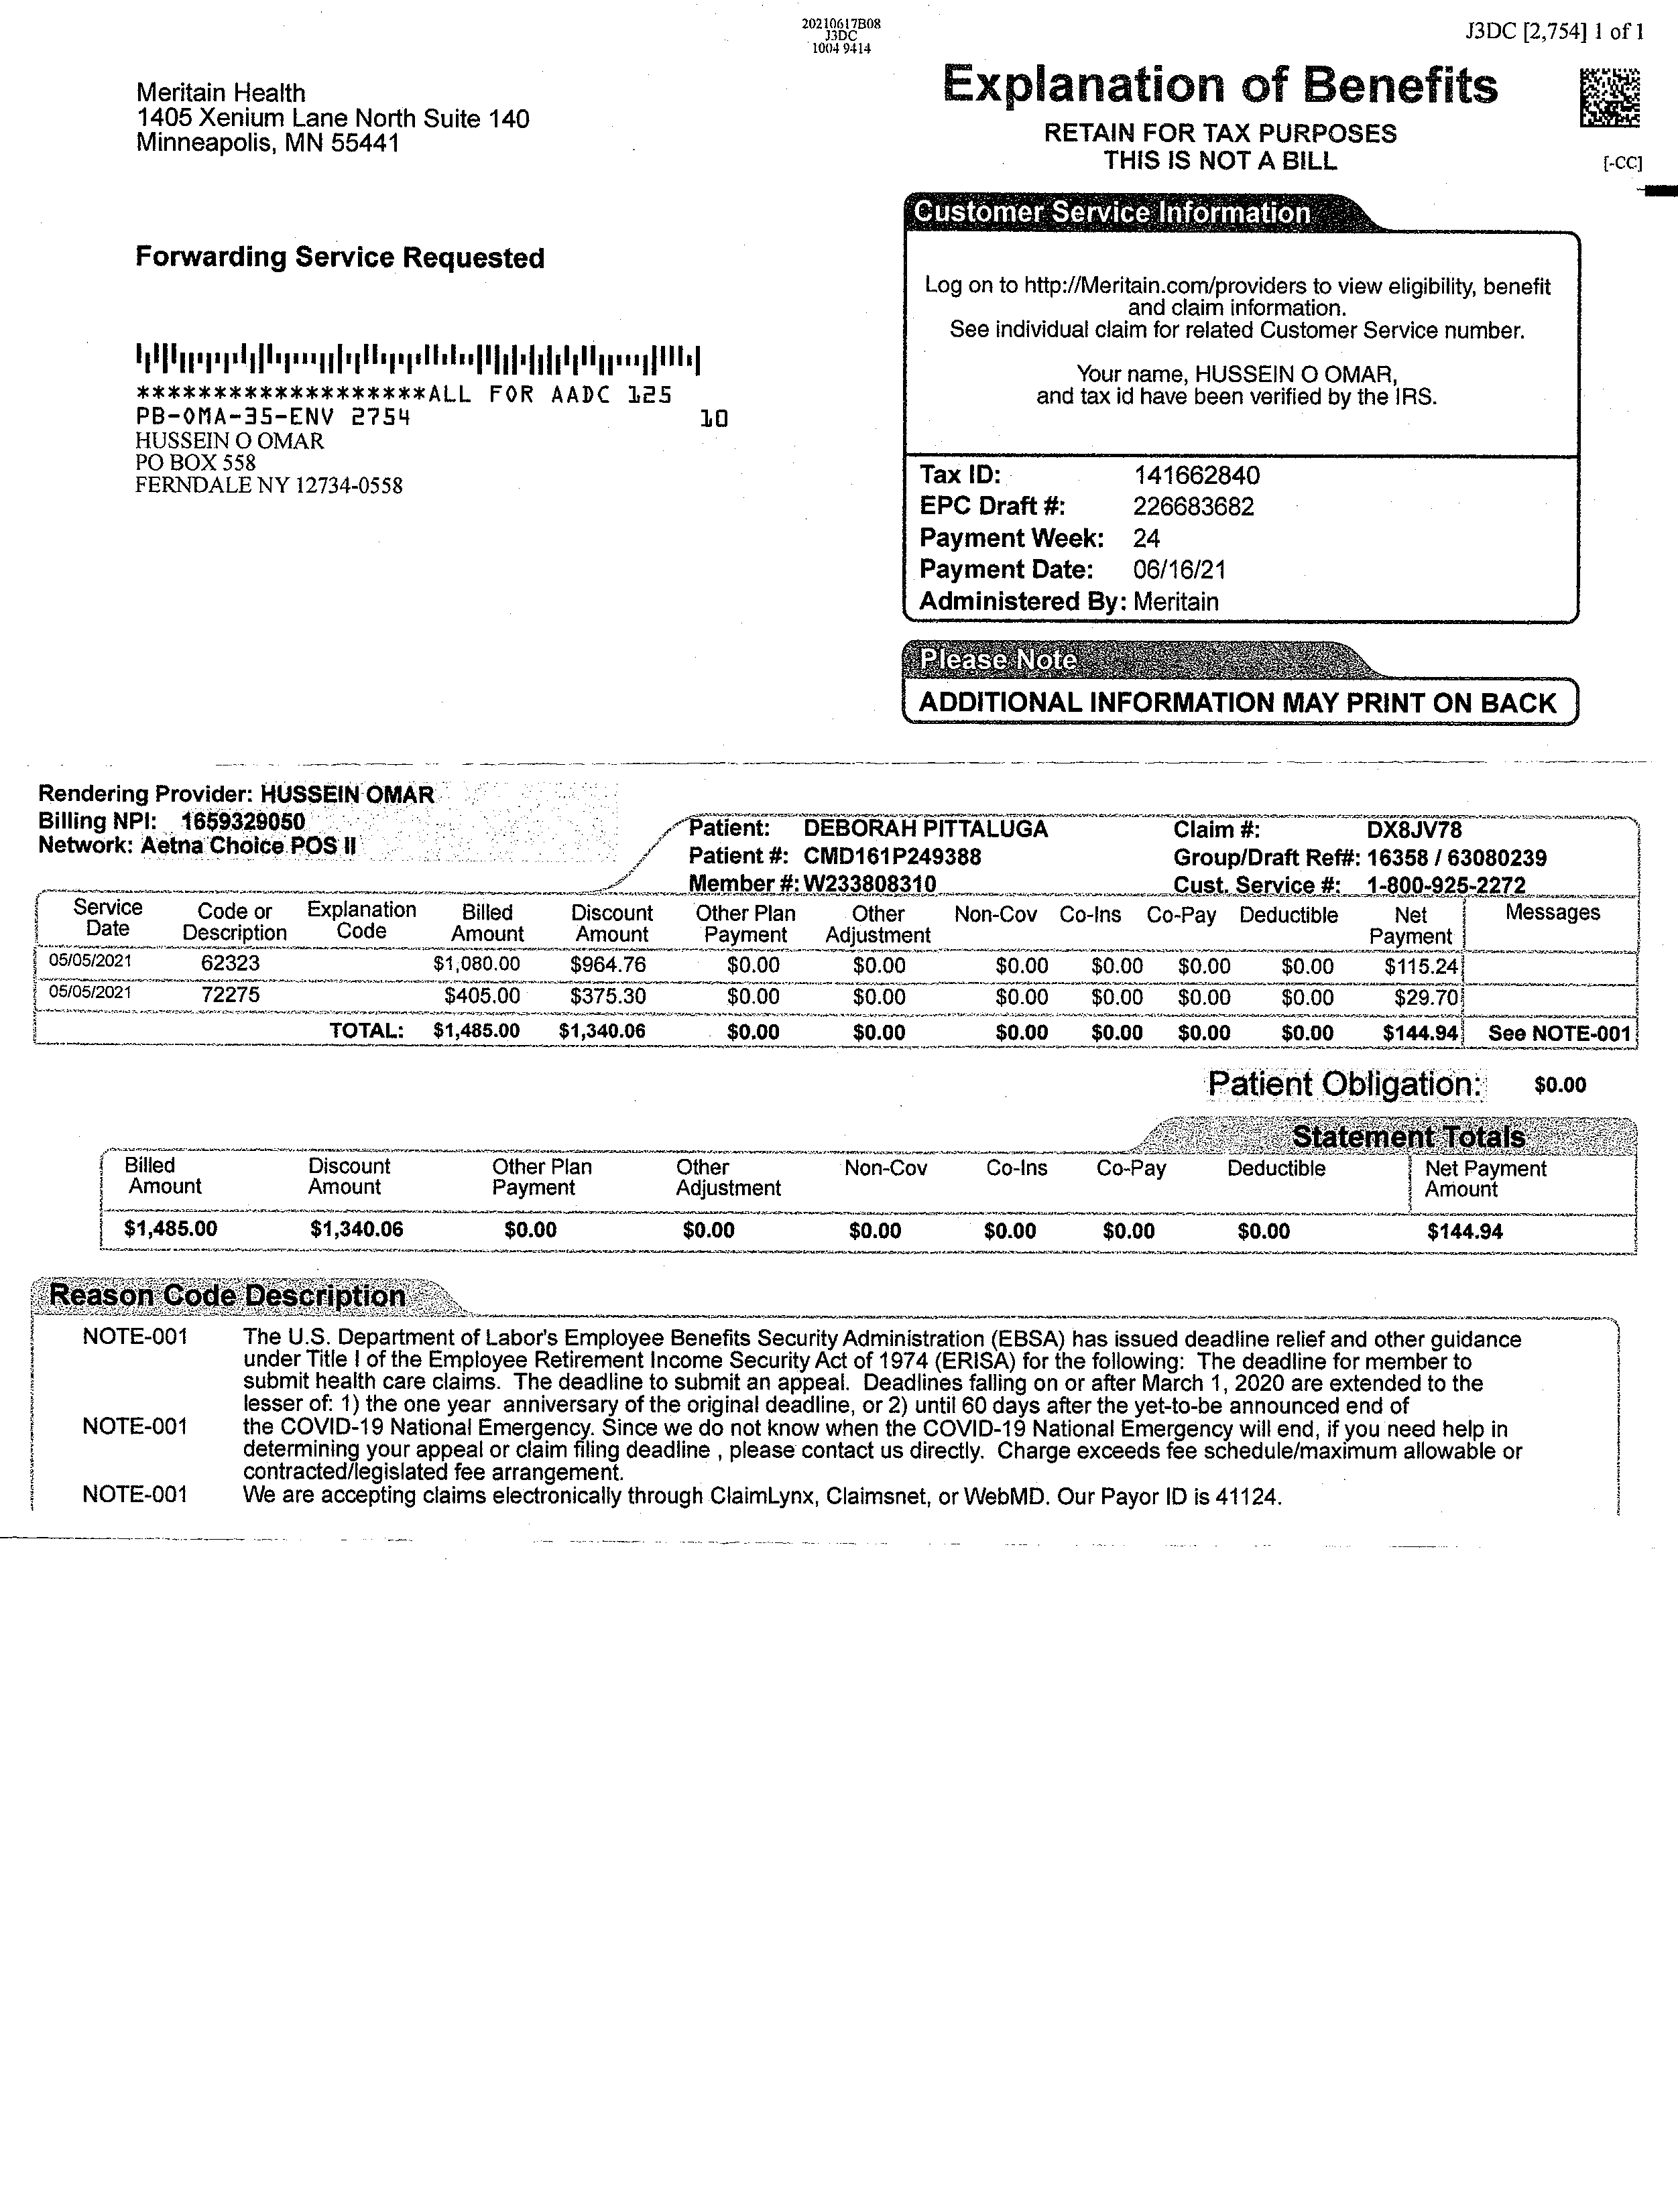 20210617B08
J3DC
1004 9414
J3DC [2,754] 1 of 1
Meritain Health
1405 Xenium Lane North Suite 140
Minneapolis, MN 55441
Explanation of Benefits
RETAIN FOR TAX PURPOSES
THIS IS NOT A BILL
[-CC]
Forwarding Service Requested
Customer Service Information
Log on to http://Meritain.com/providers to view eligibility, benefit
and claim information.
See individual claim for related Customer Service number.
Your name, HUSSEIN O OMAR,
and tax id have been verified by the IRS.
*******************ALL FOR AADC 125
PB-OMA-35-ENV 2754 10
HUSSEIN O OMAR
PO BOX 558
FERNDALE NY 12734-0558
Tax ID: 141662840
EPC Draft #: 226683682
Payment Week: 24
Payment Date: 06/16/21
Administered By: Meritain
Please Note
ADDITIONAL INFORMATION MAY PRINT ON BACK
Rendering Provider: HUSSEIN OMAR
Billing NPI: 1659329050
Network: Aetna Choice POS II
Patient: DEBORAH PITTALUGA Claim #: DX8JV78
Patient #: CMD161P249388 Group/Draft Ref#: 16358 / 63080239
Member #: W233808310 Cust. Service #: 1-800-925-2272
Service Code or Explanation Billed Discount Other Plan Other Non-Cov Co-Ins Co-Pay Deductible Net Messages
Date Description Code Amount Amount Payment Adjustment Payment
05/05/2021 62323 $1,080.00 $964.76 $0.00 $0.00 $0.00 $0.00 $0.00 $0.00 $115.24
05/05/2021 72275 $405.00 $375.30 $0.00 $0.00 $0.00 $0.00 $0.00 $0.00 $29.70
TOTAL: $1,485.00 $1,340.06 $0.00 $0.00 $0.00 $0.00 $0.00 $0.00 $144.94 See NOTE-001
Patient Obligation: $0.00
Statement Totals
Billed Discount Other Plan Other Non-Cov Co-Ins Co-Pay Deductible Net Payment
Amount Amount Payment Adjustment Amount
$1,485.00 $1,340.06 $0.00 $0.00 $0.00 $0.00 $0.00 $0.00 $144.94
Reason Code Description
NOTE-001 The U.S. Department of Labor's Employee Benefits Security Administration (EBSA) has issued deadline relief and other guidance
under Title I of the Employee Retirement Income Security Act of 1974 (ERISA) for the following: The deadline for member to
submit health care claims. The deadline to submit an appeal. Deadlines falling on or after March 1, 2020 are extended to the
lesser of: 1) the one year anniversary of the original deadline, or 2) until 60 days after the yet-to-be announced end of
NOTE-001 the COVID-19 National Emergency. Since we do not know when the COVID-19 National Emergency will end, if you need help in
determining your appeal or claim filing deadline , please contact us directly. Charge exceeds fee schedule/maximum allowable or
contracted/legislated fee arrangement.
NOTE-001 We are accepting claims electronically through ClaimLynx, Claimsnet, or WebMD. Our Payor ID is 41124.